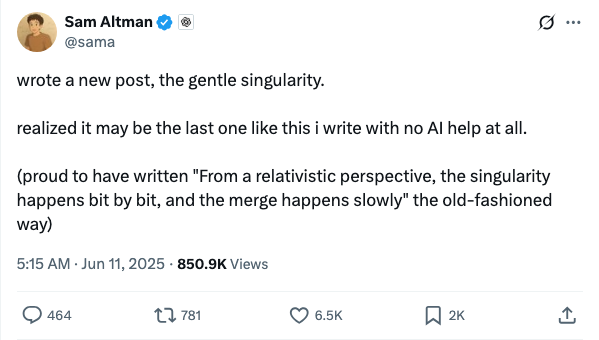 Sam Altman
@sama
wrote a new post, the gentle singularity.
realized it may be the last one like this i write with no AI help at all.
(proud to have written "From a relativistic perspective, the singularity
happens bit by bit, and the merge happens slowly" the old-fashioned
way)
5:15 AM · Jun 11, 2025 · 850.9K Views
464 781 6.5K 2K